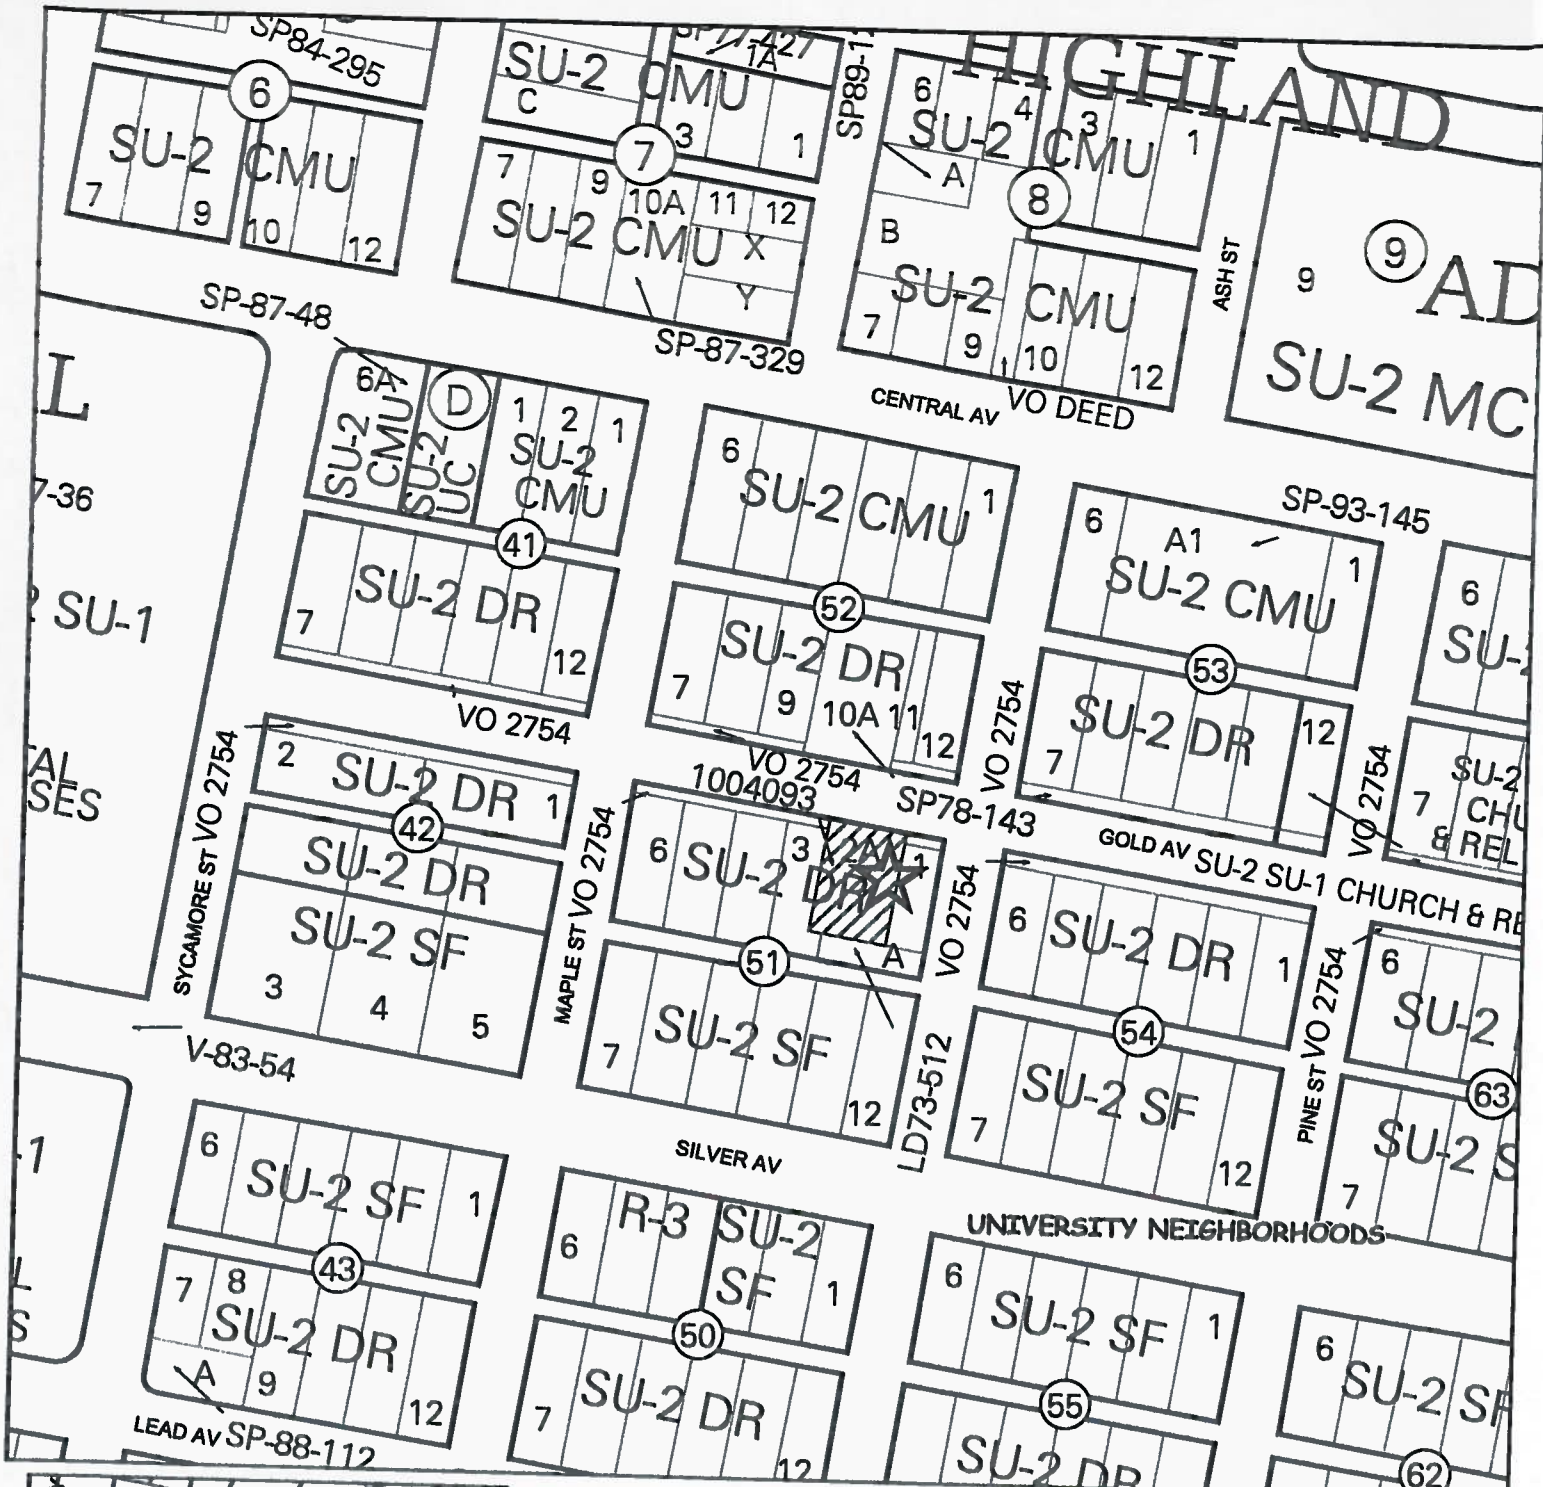 SP84-295
6
SU-2 CMU
7
9
10
12
SU-2 CMU
C
1A
3
1
7
7
9
10A
11
12
SU-2 CMU
X
Y
SP-87-329
HIGHLAND
6
4
3
1
SU-2 CMU
A
8
B
SU-2 CMU
7
9
10
12
VO DEED
CENTRAL AV
ASH ST
9
9
SU-2 MC
SP-87-48
6A
SU-2
CMU
D
SU-2
UC
1
2
1
SU-2
CMU
41
SU-2 DR
7
12
VO 2754
6
1
SU-2 CMU
52
SU-2 DR
7
9
10A
11
12
VO 2754
1004093
SP78-143
SP-93-145
6
A1
1
SU-2 CMU
53
SU-2 DR
7
12
VO 2754
VO 2754
6
7
GOLD AV
SU-2 SU-1 CHURCH & RE
7-36
SU-1
SYCAMORE ST
VO 2754
2
SU-2 DR
1
42
SU-2 DR
SU-2 SF
3
4
5
V-83-54
MAPLE ST
VO 2754
6
3
1
SU-2 DR
A
51
SU-2 SF
7
12
VO 2754
LD73-512
6
SU-2 DR
1
54
SU-2 SF
7
12
PINE ST
VO 2754
6
SU-2
63
7
SILVER AV
UNIVERSITY NEIGHBORHOODS
6
SU-2 SF
1
43
7
8
SU-2 DR
A
9
12
LEAD AV
SP-88-112
R-3
SU-2
SF
6
1
50
SU-2 DR
7
12
6
SU-2 SF
1
55
SU-2 DR
6
SU-2 SF
62